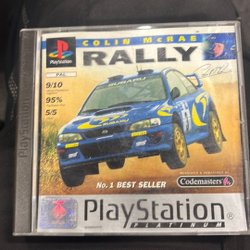 COLIN McRAE
PlayStation
RALLY
PAL
9/10
95%
5/5
SUBARU
No.1 BEST SELLER
Codemasters
PlayStation
PLATINUM